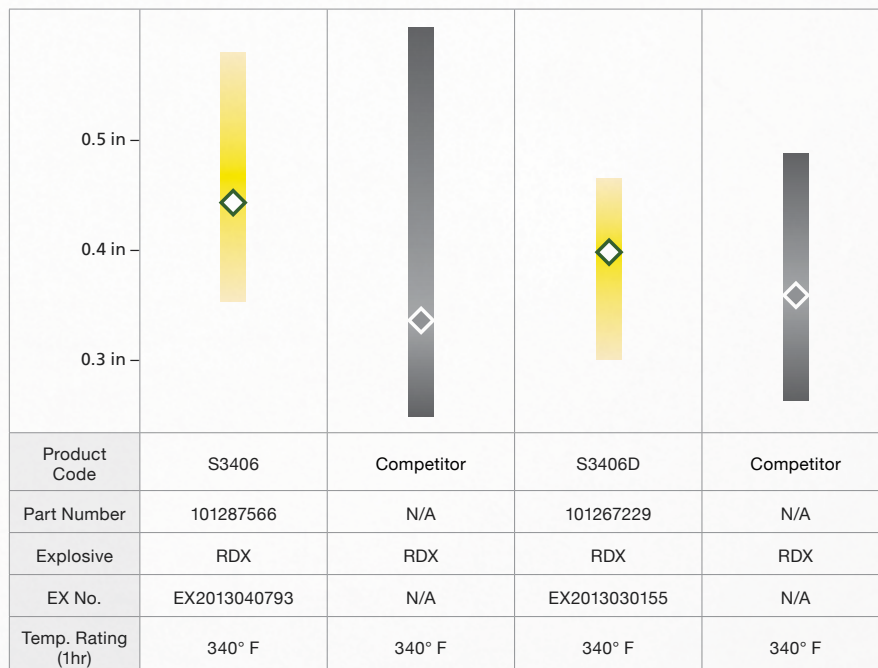 0.5 in
0.4 in
0.3 in
Product Code S3406 Competitor S3406D Competitor
Part Number 101287566 N/A 101267229 N/A
Explosive RDX RDX RDX RDX
EX No. EX2013040793 N/A EX2013030155 N/A
Temp. Rating (1hr) 340° F 340° F 340° F 340° F